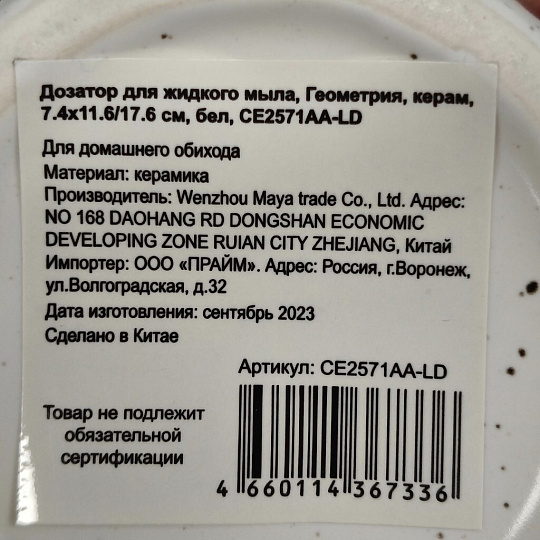 Дозатор для жидкого мыла, Геометрия, керам,
7.4x11.6/17.6 см, бел, CE2571AA-LD
Для домашнего обихода
Материал: керамика
Производитель: Wenzhou Maya trade Co., Ltd. Адрес:
NO 168 DAOHANG RD DONGSHAN ECONOMIC
DEVELOPING ZONE RUIAN CITY ZHEJIANG, Китай
Импортер: ООО «ПРАЙМ». Адрес: Россия, г.Воронеж,
ул.Волгоградская, д.32
Дата изготовления: сентябрь 2023
Сделано в Китае
Артикул: CE2571AA-LD
Товар не подлежит
обязательной
сертификации
4 660114 367336